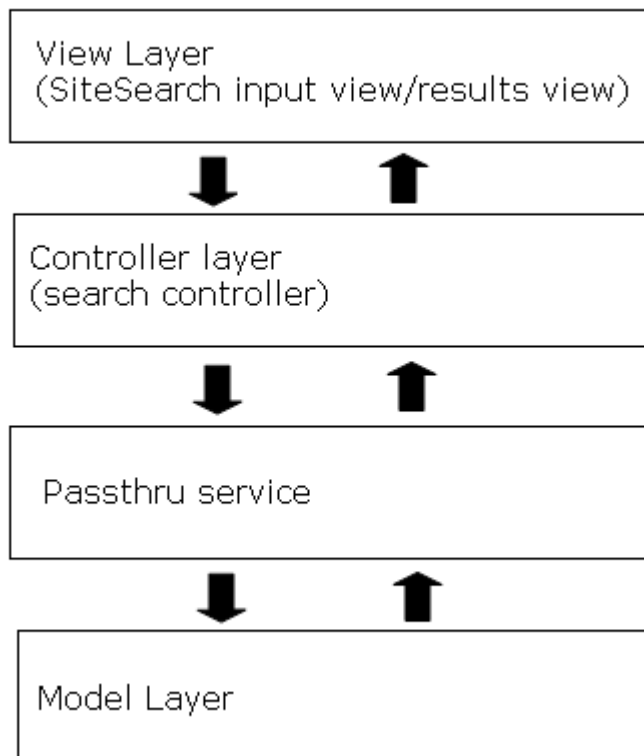 View Layer
(SiteSearch input view/results view)
Controller layer
(search controller)
Passthru service
Model Layer